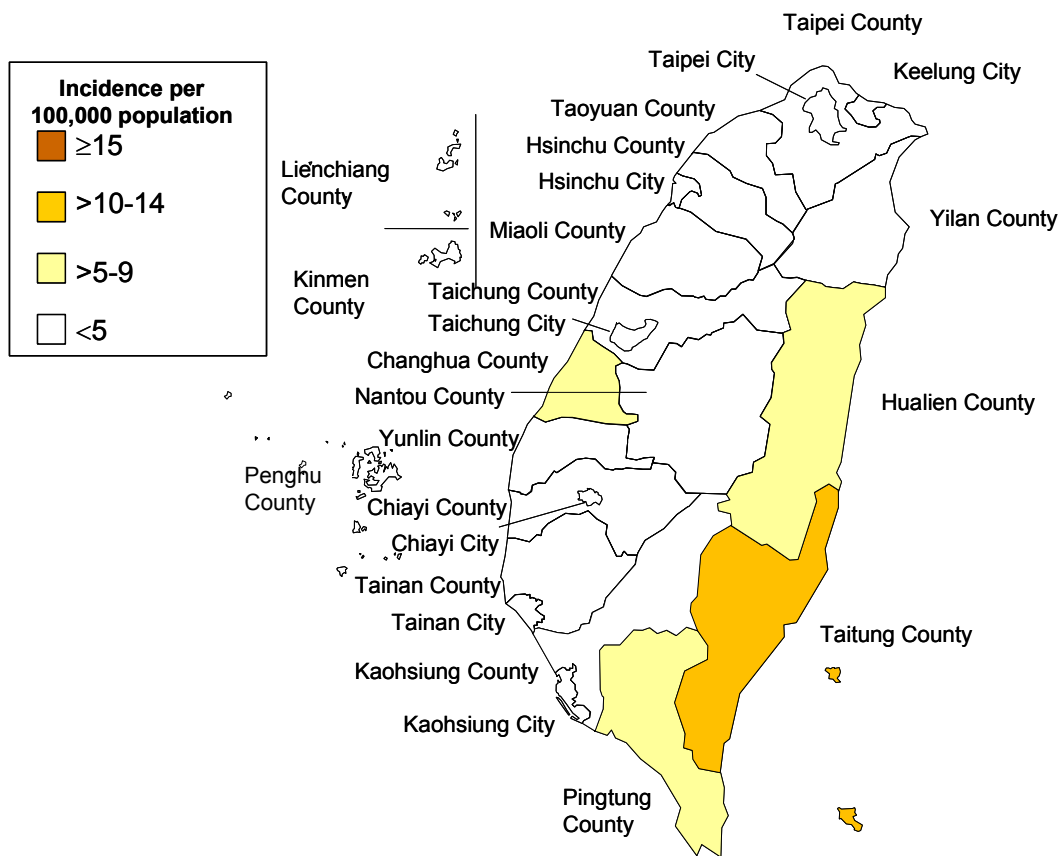 Taipei County
Taipei City
Keelung City
Incidence per
100,000 population
≥15
>10-14
>5-9
<5
Taoyuan County
Hsinchu County
Hsinchu City
Lienchiang
County
Miaoli County
Yilan County
Kinmen
County
Taichung County
Taichung City
Changhua County
Nantou County
Hualien County
Yunlin County
Penghu
County
Chiayi County
Chiayi City
Tainan County
Tainan City
Taitung County
Kaohsiung County
Kaohsiung City
Pingtung
County